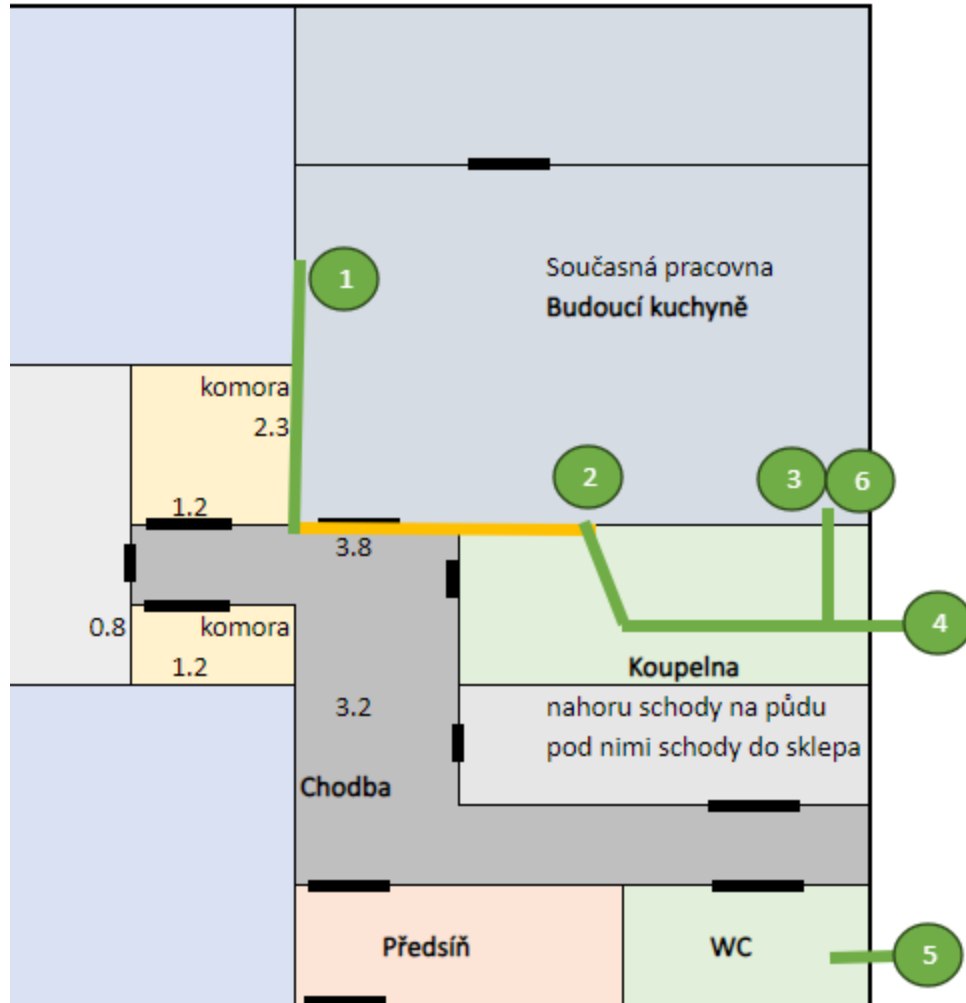 1
Současná pracovna
Budoucí kuchyně
komora
2.3
2
3
6
1.2
3.8
0.8
komora
1.2
4
Koupelna
3.2
nahoru schody na půdu
pod nimi schody do sklepa
Chodba
Předsíň
WC
5